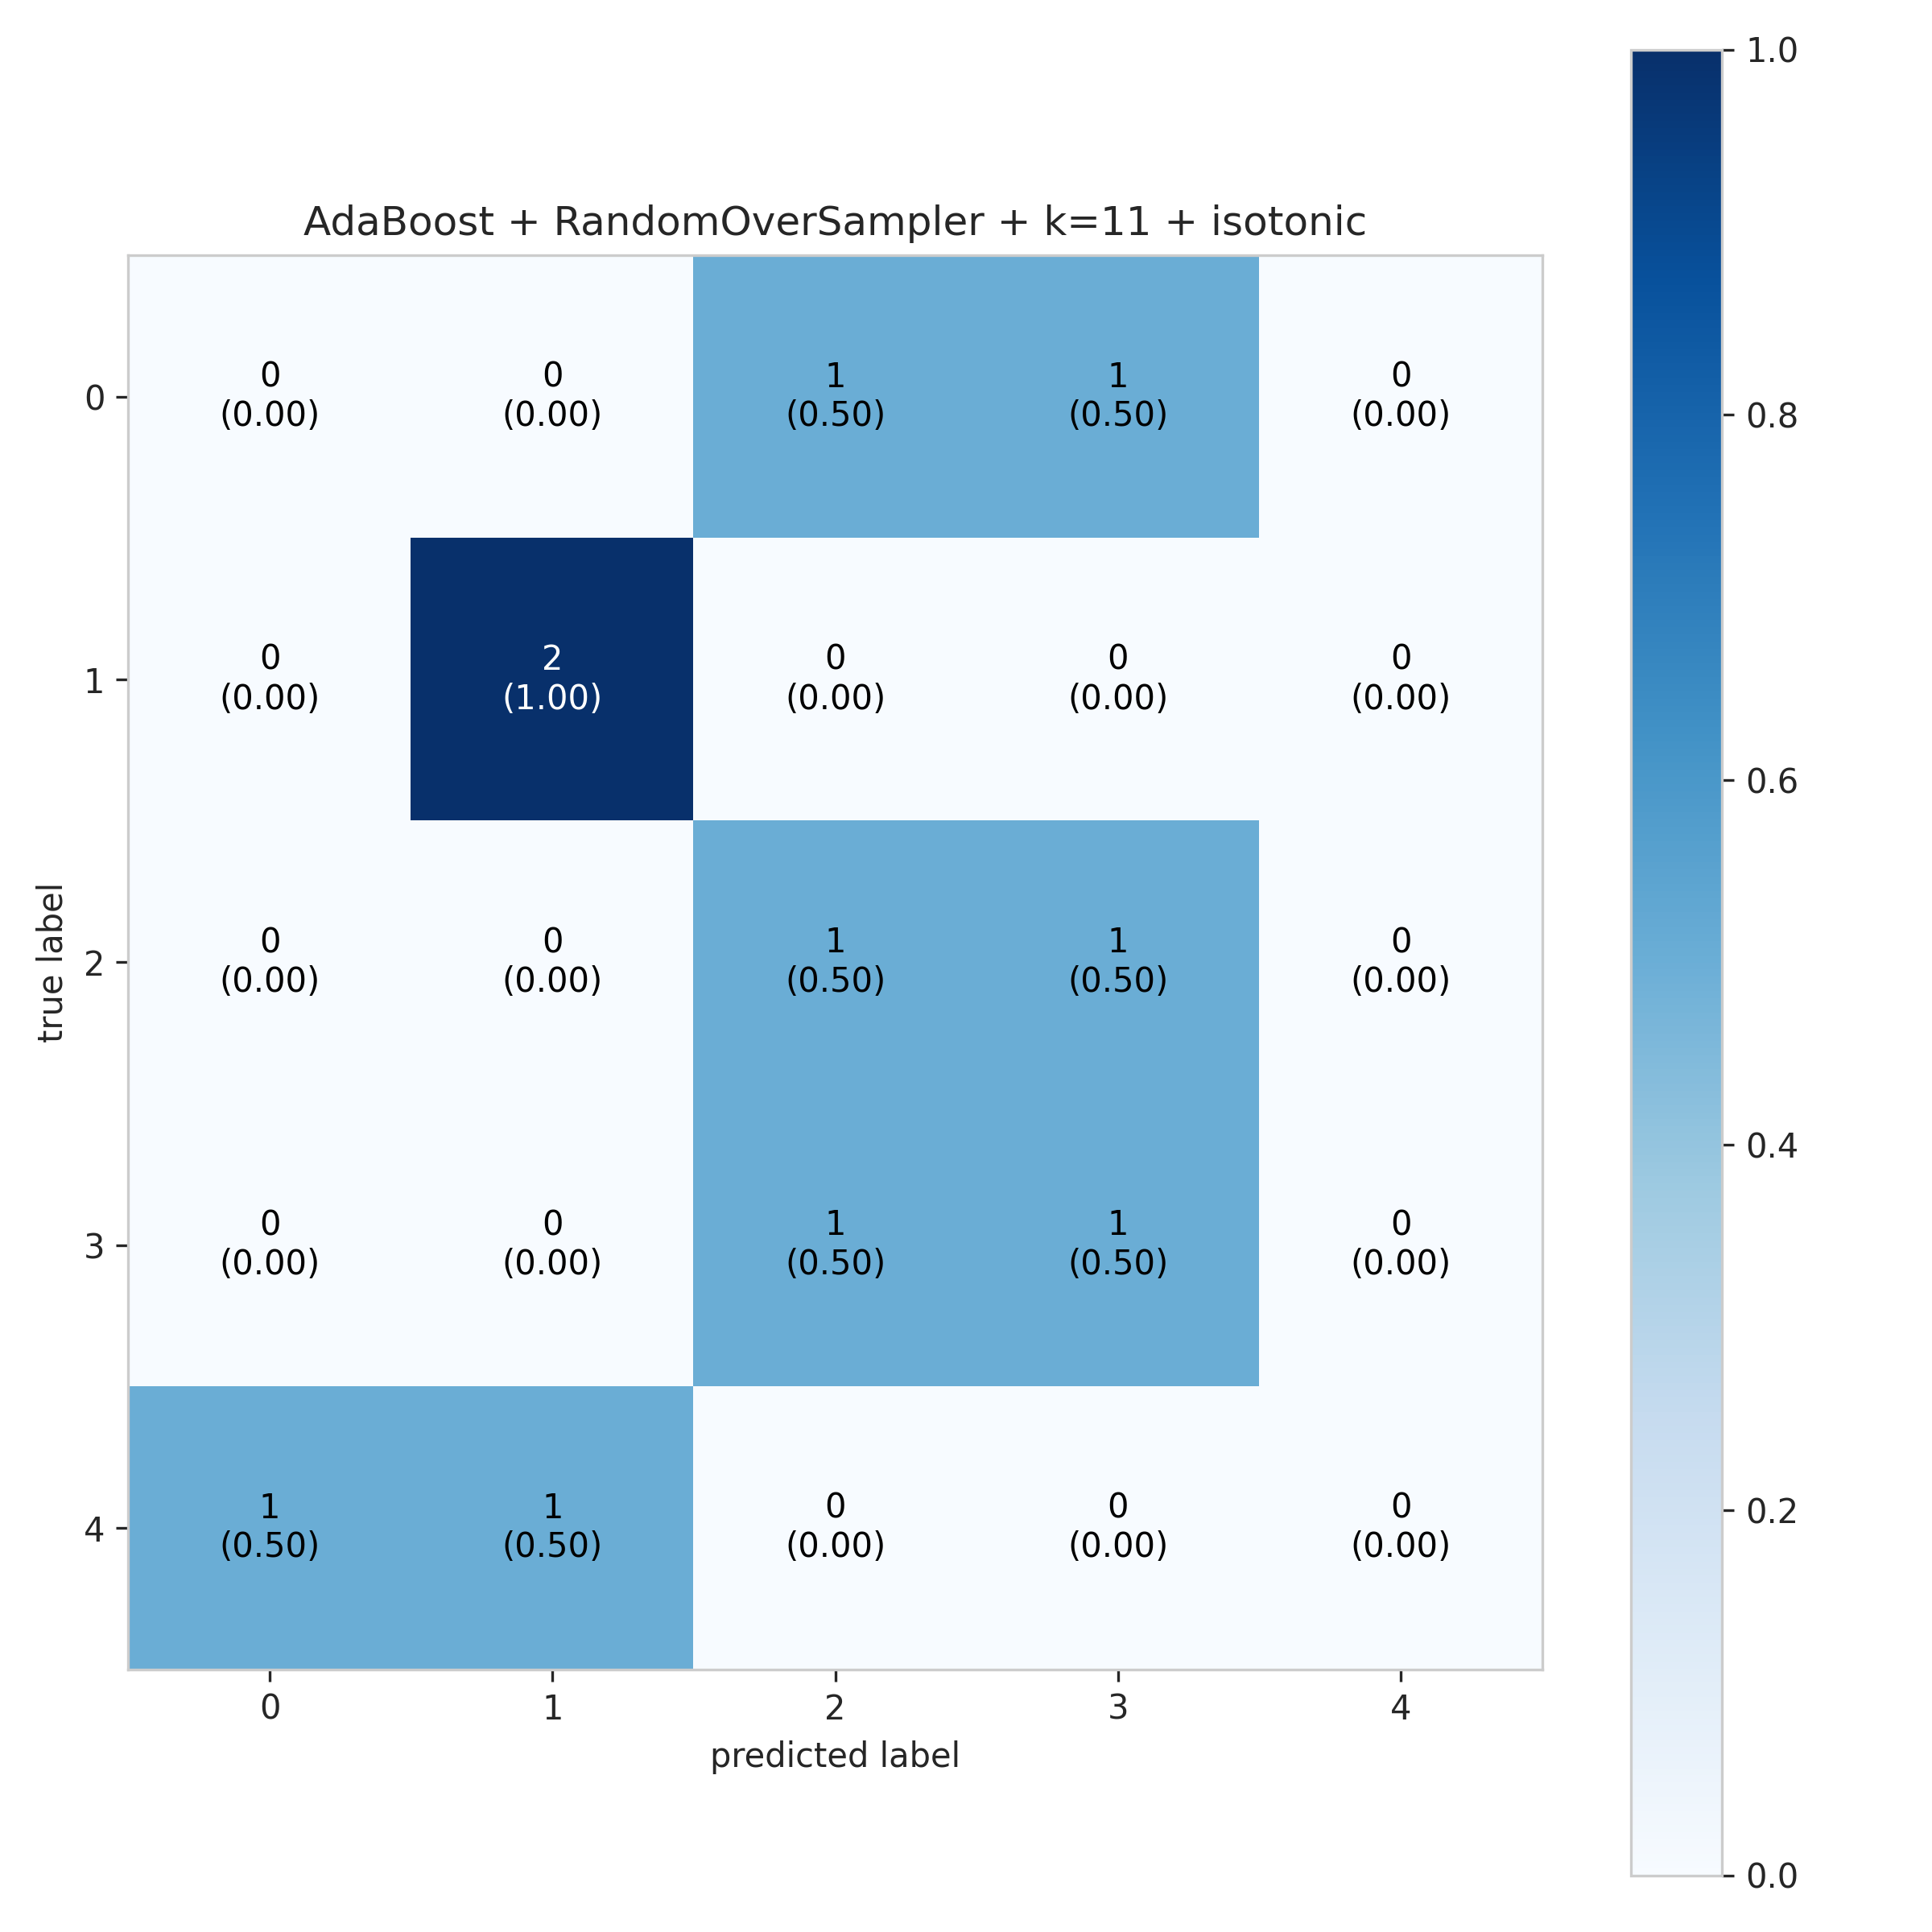 AdaBoost + RandomOverSampler + k=11 + isotonic
0 0 1 1 0
0 (0.00) (0.00) (0.50) (0.50) (0.00)
0 2 0 0 0
1 (0.00) (1.00) (0.00) (0.00) (0.00)
0 0 1 1 0
2 (0.00) (0.00) (0.50) (0.50) (0.00)
0 0 1 1 0
3 (0.00) (0.00) (0.50) (0.50) (0.00)
1 1 0 0 0
4 (0.50) (0.50) (0.00) (0.00) (0.00)
0 1 2 3 4
predicted label
true label
1.0
0.8
0.6
0.4
0.2
0.0